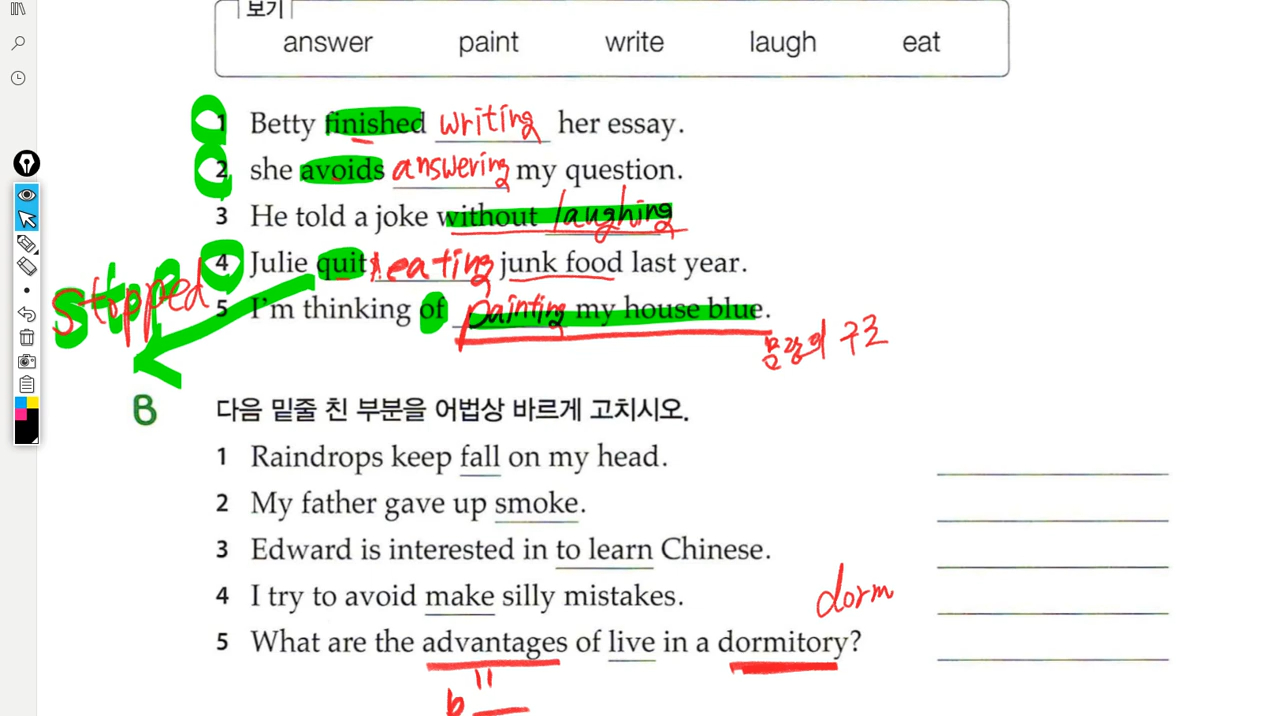 보기
answer paint write laugh eat
1 Betty finished writing her essay.
2 she avoids answering my question.
3 He told a joke without laughing
4 Julie quit eating junk food last year.
stopped
5 I'm thinking of painting my house blue.
문장의 구조
B 다음 밑줄 친 부분을 어법상 바르게 고치시오.
1 Raindrops keep fall on my head.
2 My father gave up smoke.
3 Edward is interested in to learn Chinese.
4 I try to avoid make silly mistakes.
dorm
5 What are the advantages of live in a dormitory?